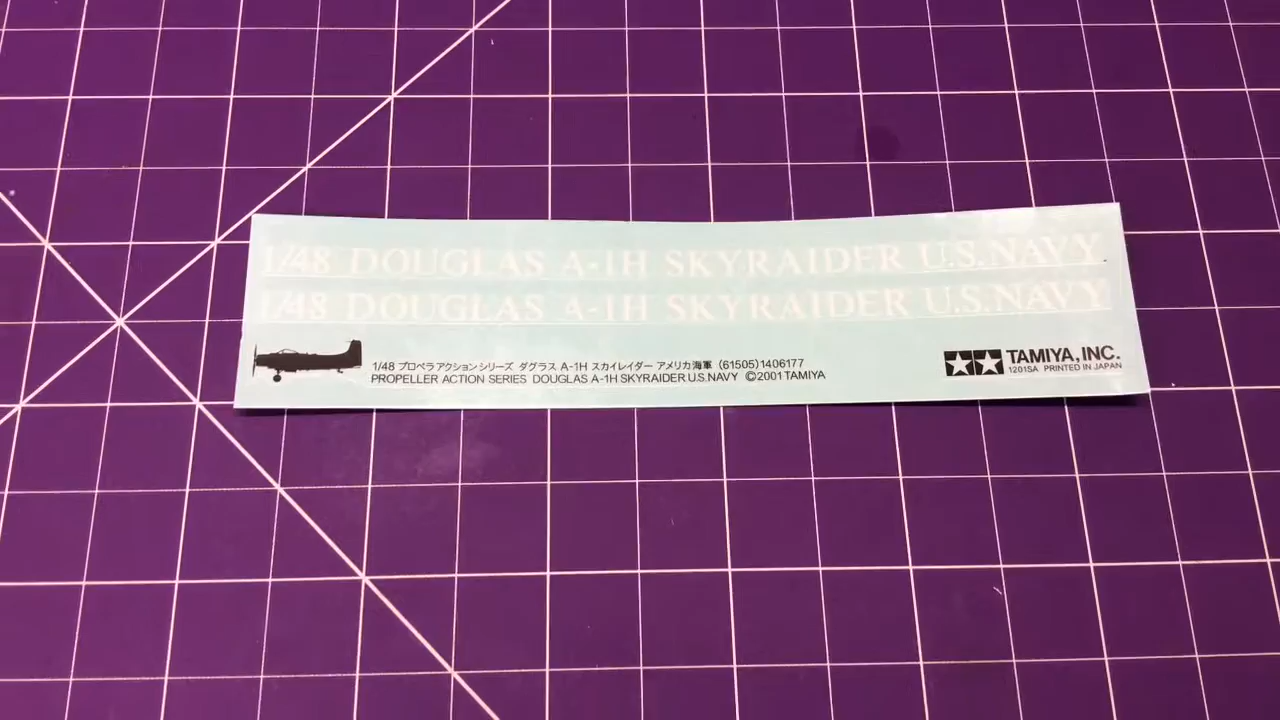 1/48 DOUGLAS A-1H SKYRAIDER U.S.NAVY
1/48 DOUGLAS A-1H SKYRAIDER U.S.NAVY
1/48 プロペラアクションシリーズ ダグラス A-1H スカイレイダー アメリカ海軍 (61505)1406177
PROPELLER ACTION SERIES DOUGLAS A-1H SKYRAIDER U.S.NAVY ©2001 TAMIYA
TAMIYA, INC.
1201SA PRINTED IN JAPAN